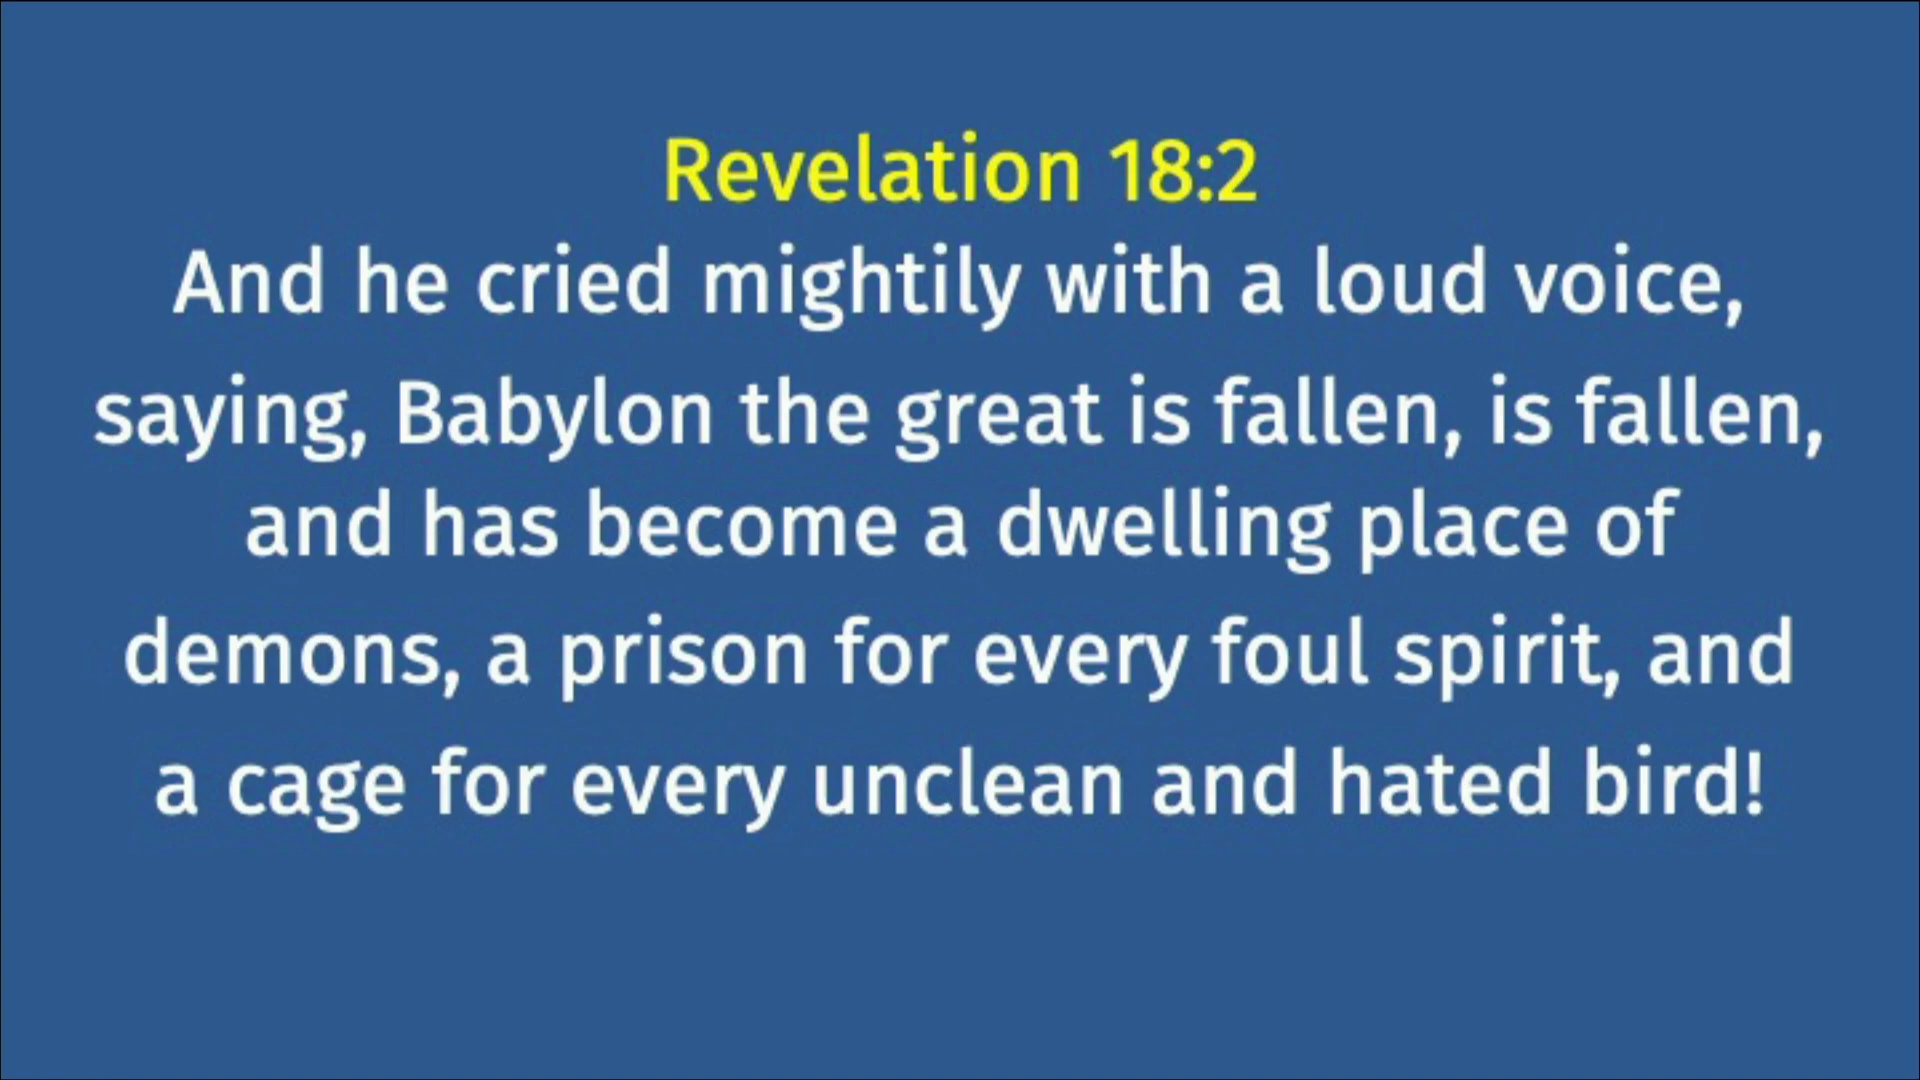 Revelation 18:2
And he cried mightily with a loud voice,
saying, Babylon the great is fallen, is fallen,
and has become a dwelling place of
demons, a prison for every foul spirit, and
a cage for every unclean and hated bird!